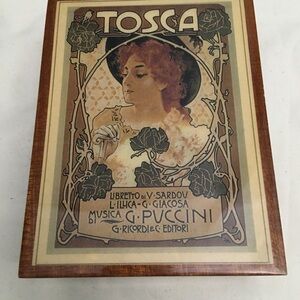 TOSCA
LIBRETTO DI V. SARDOU
L. ILLICA - G. GIACOSA
MUSICA DI G. PUCCINI
G. RICORDI & C. EDITORI